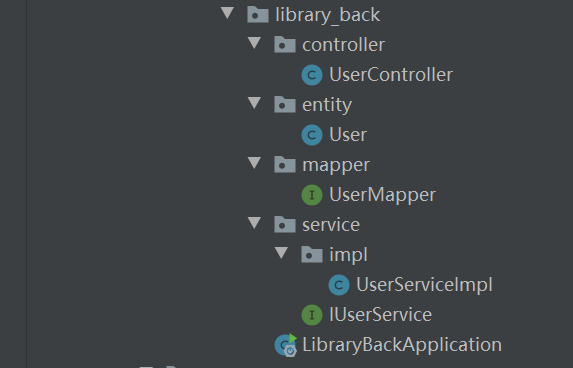 library_back
controller
UserController
entity
User
mapper
UserMapper
service
impl
UserServiceImpl
IUserService
LibraryBackApplication